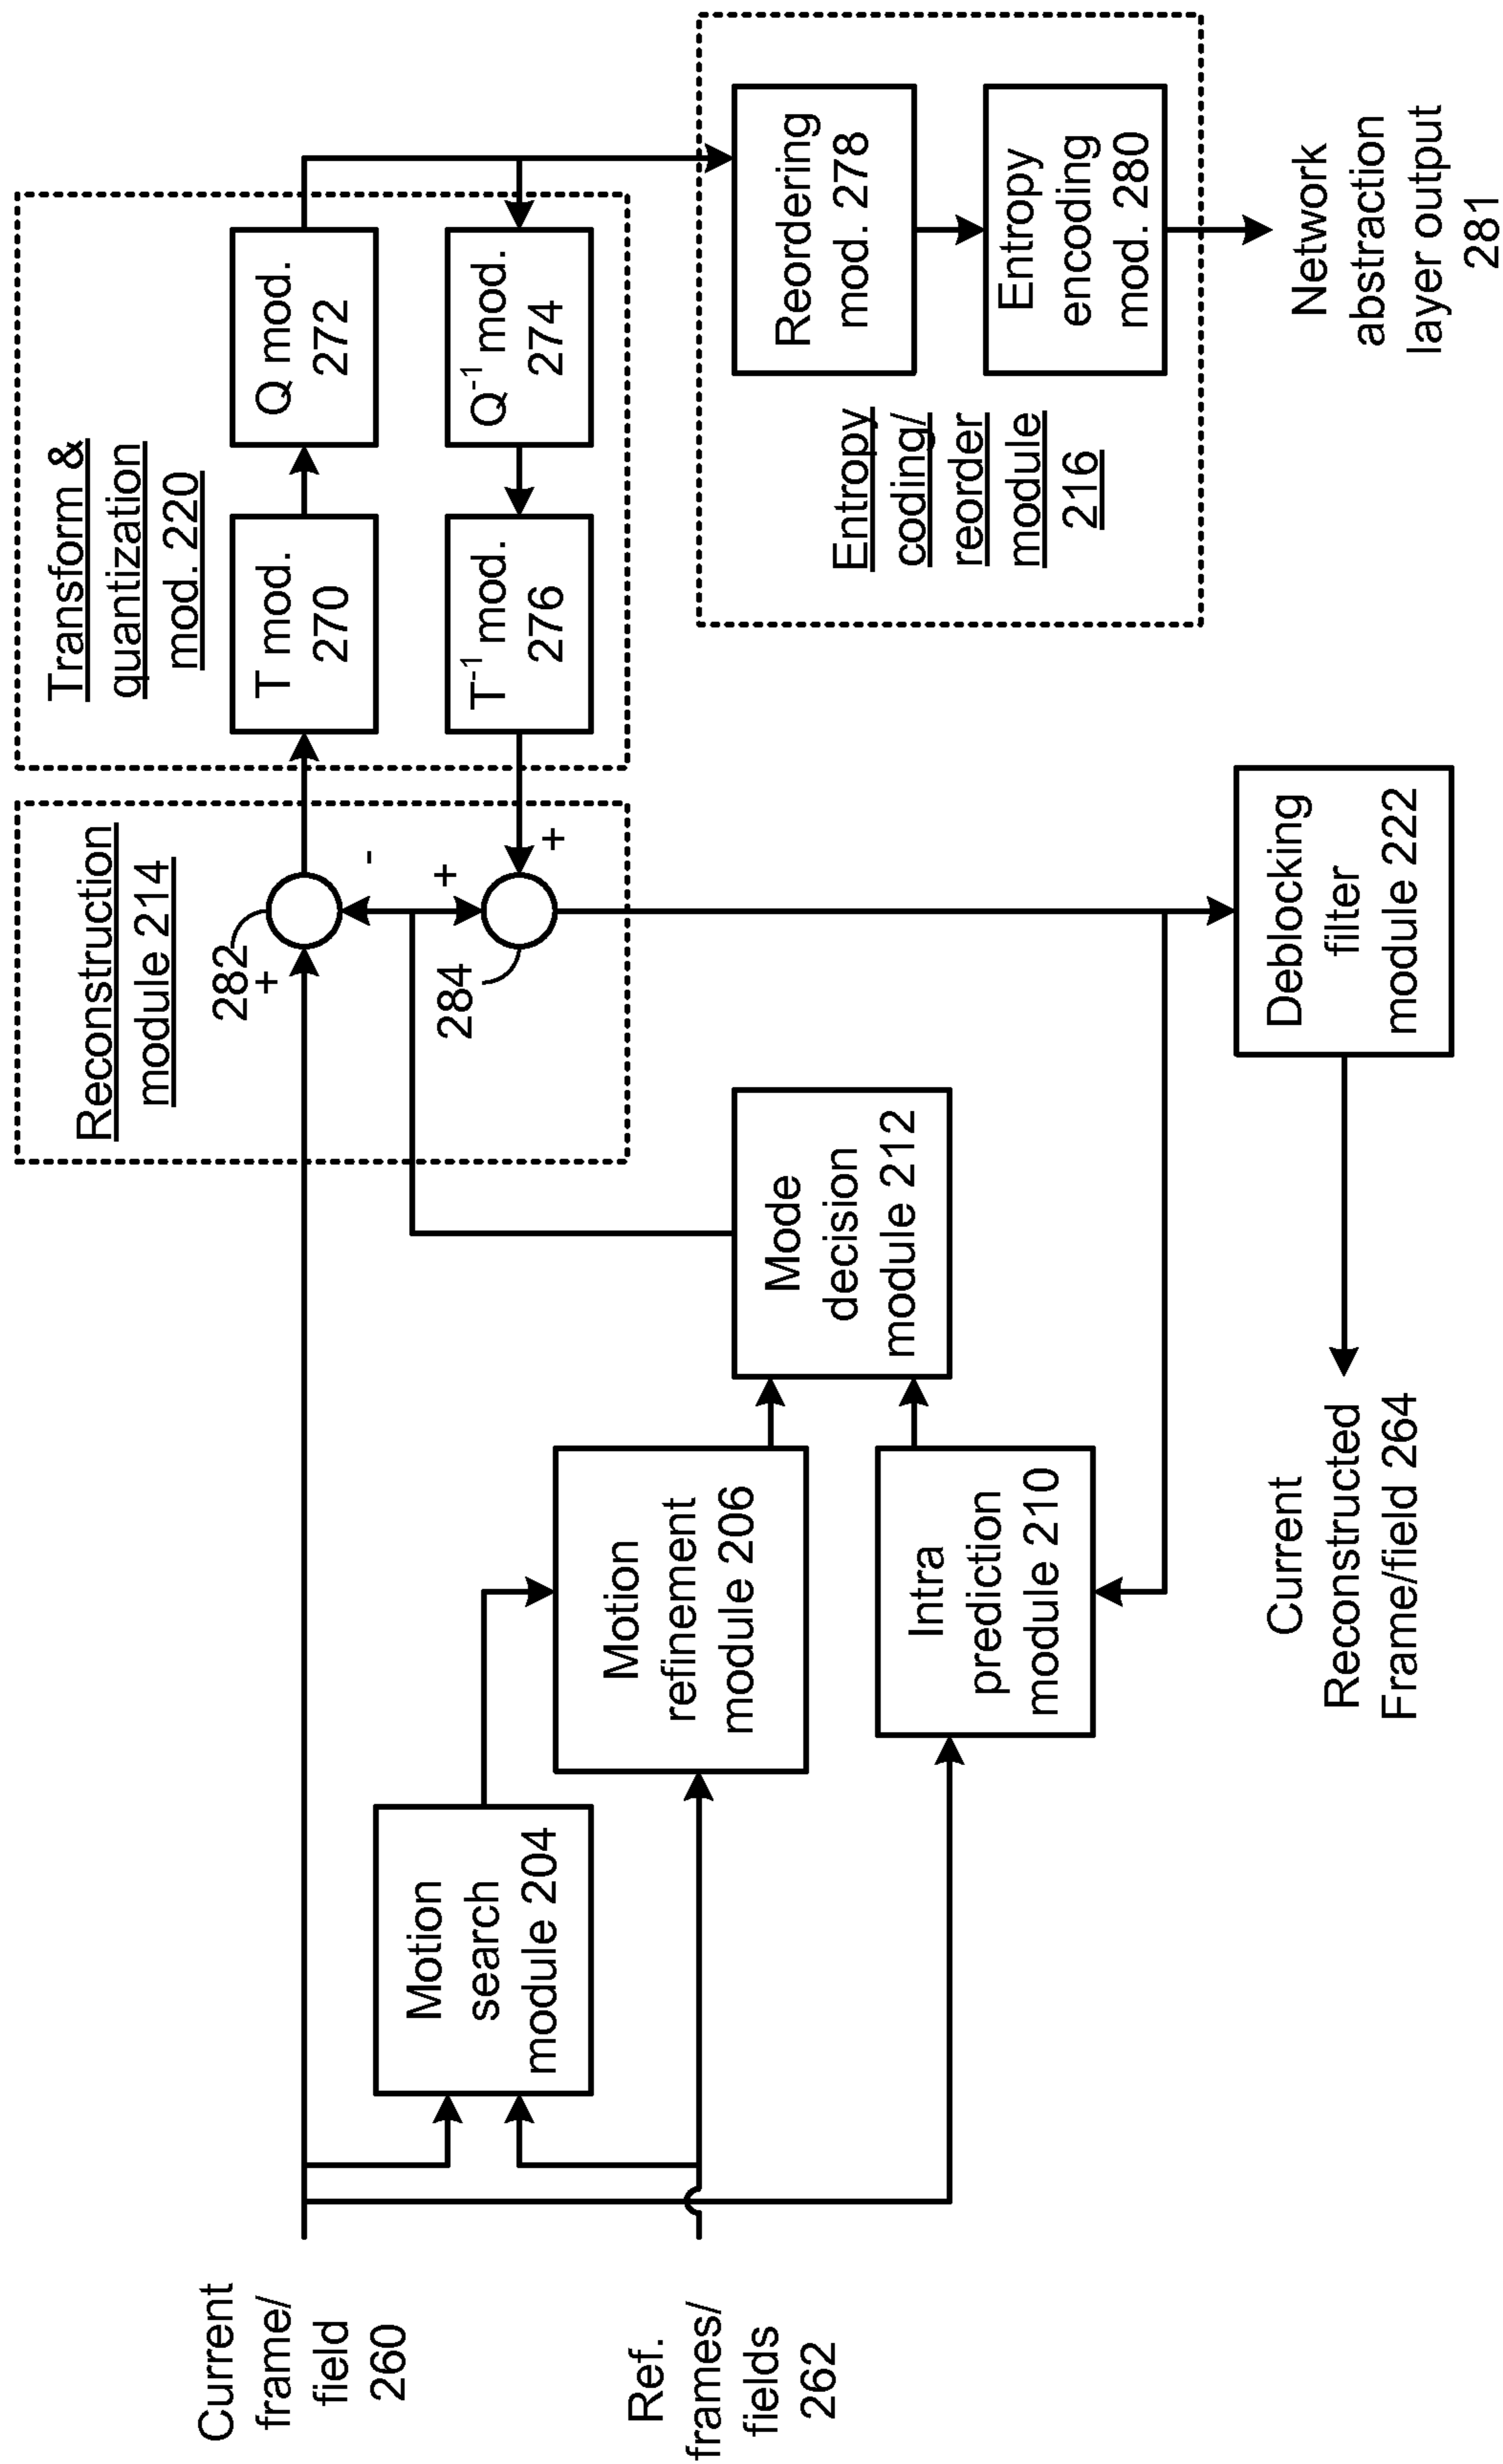 Current
frame/
field
260
Ref.
frames/
fields
262
Motion
search
module 204
Motion
refinement
module 206
Intra
prediction
module 210
Mode
decision
module 212
Reconstruction
module 214
282
+
-
+
284
+
Transform &
quantization
mod. 220
T mod.
270
Q mod.
272
T-1 mod.
276
Q-1 mod.
274
Entropy
coding/
reorder
module
216
Reordering
mod. 278
Entropy
encoding
mod. 280
Network
abstraction
layer output
281
Deblocking
filter
module 222
Current
Reconstructed
Frame/field 264